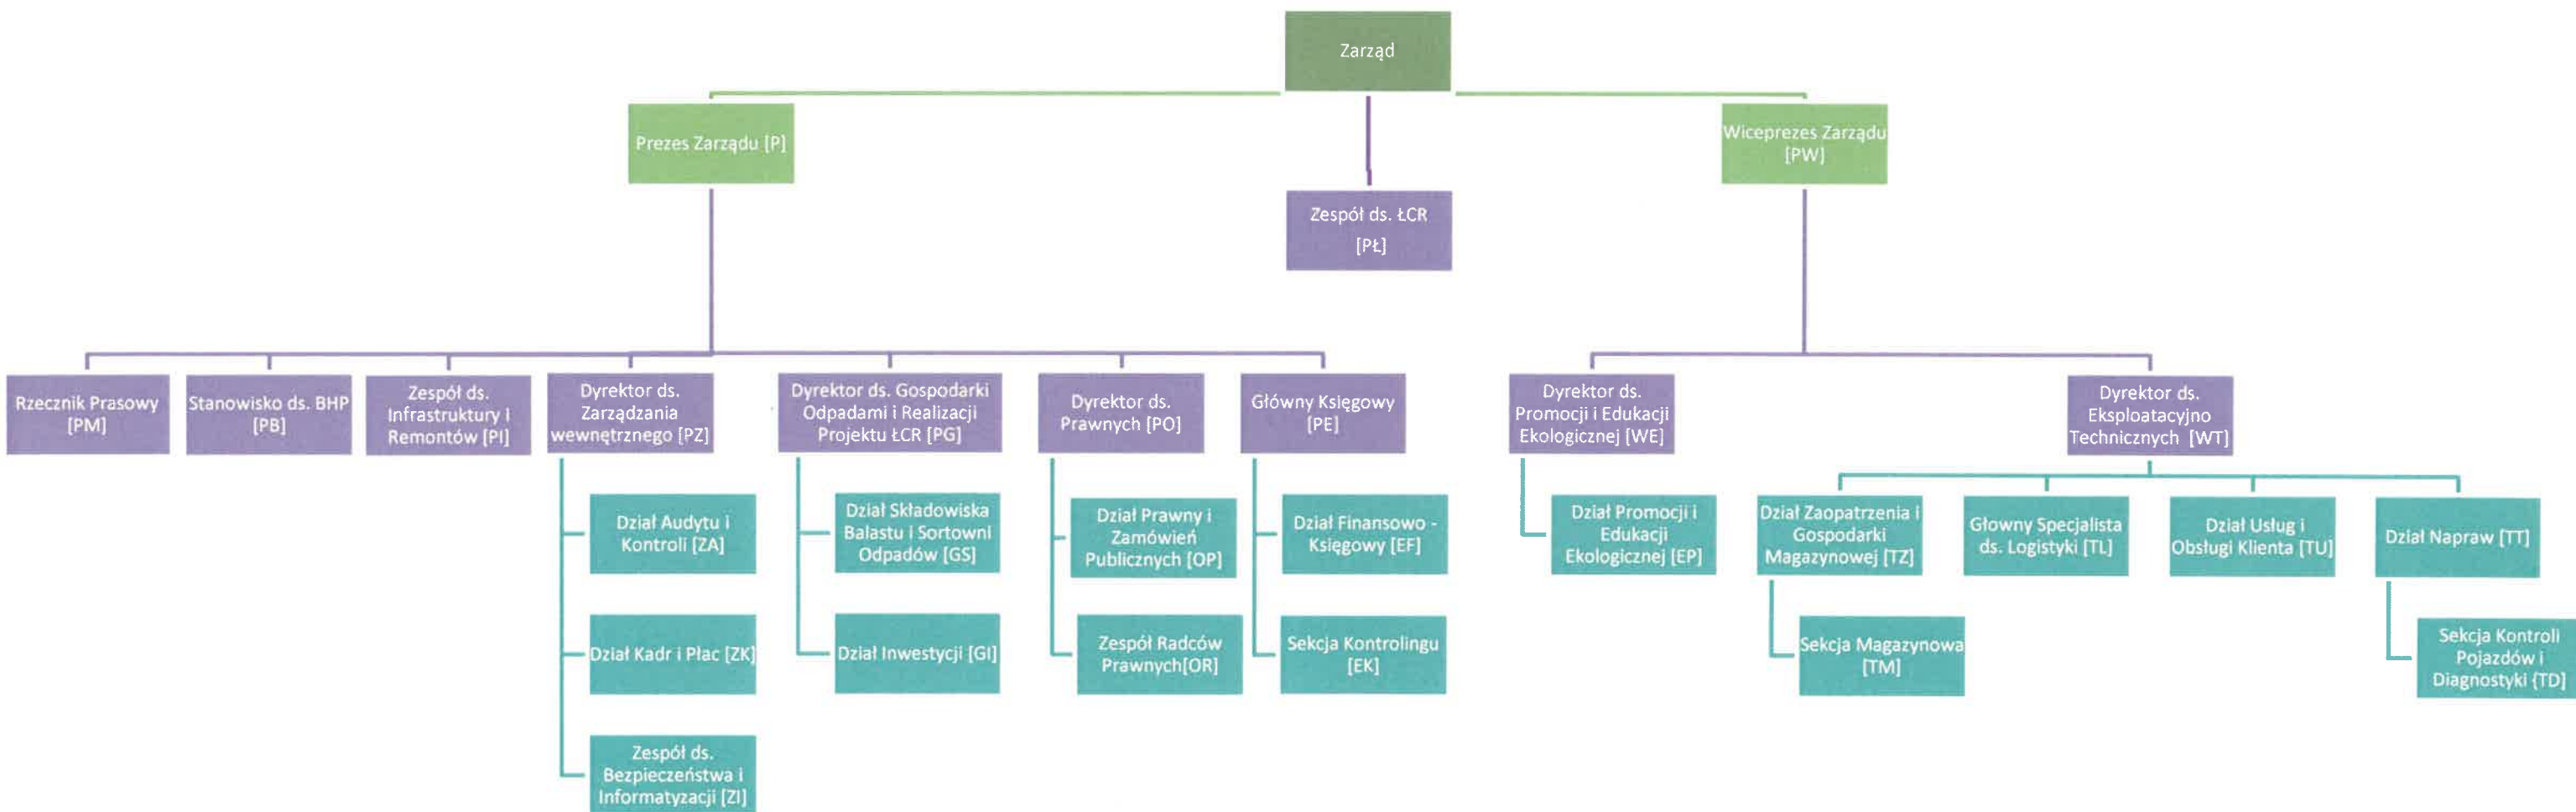 Zarząd
Prezes Zarządu [P]
Wiceprezes Zarządu
[PW]
Zespół ds. ŁCR
[PŁ]
Rzecznik Prasowy
[PM]
Stanowisko ds. BHP
[PB]
Zespół ds.
Infrastruktury i
Remontów [PI]
Dyrektor ds.
Zarządzania
wewnętrznego [PZ]
Dyrektor ds. Gospodarki
Odpadami i Realizacji
Projektu ŁCR [PG]
Dyrektor ds.
Prawnych [PO]
Główny Księgowy
[PE]
Dyrektor ds.
Promocji i Edukacji
Ekologicznej [WE]
Dyrektor ds.
Eksploatacyjno
Technicznych [WT]
Dział Audytu i
Kontroli [ZA]
Dział Składowiska
Balastu i Sortowni
Odpadów [GS]
Dział Prawny i
Zamówień
Publicznych [OP]
Dział Finansowo -
Księgowy [EF]
Dział Promocji i
Edukacji
Ekologicznej [EP]
Dział Zaopatrzenia i
Gospodarki
Magazynowej [TZ]
Głowny Specjalista
ds. Logistyki [TL]
Dział Usług i
Obsługi Klienta [TU]
Dział Napraw [TT]
Dział Kadr i Płac [ZK]
Dział Inwestycji [GI]
Zespół Radców
Prawnych[OR]
Sekcja Kontrolingu
[EK]
Sekcja Magazynowa
[TM]
Sekcja Kontroli
Pojazdów i
Diagnostyki {TD]
Zespół ds.
Bezpieczeństwa i
Informatyzacji [ZI]